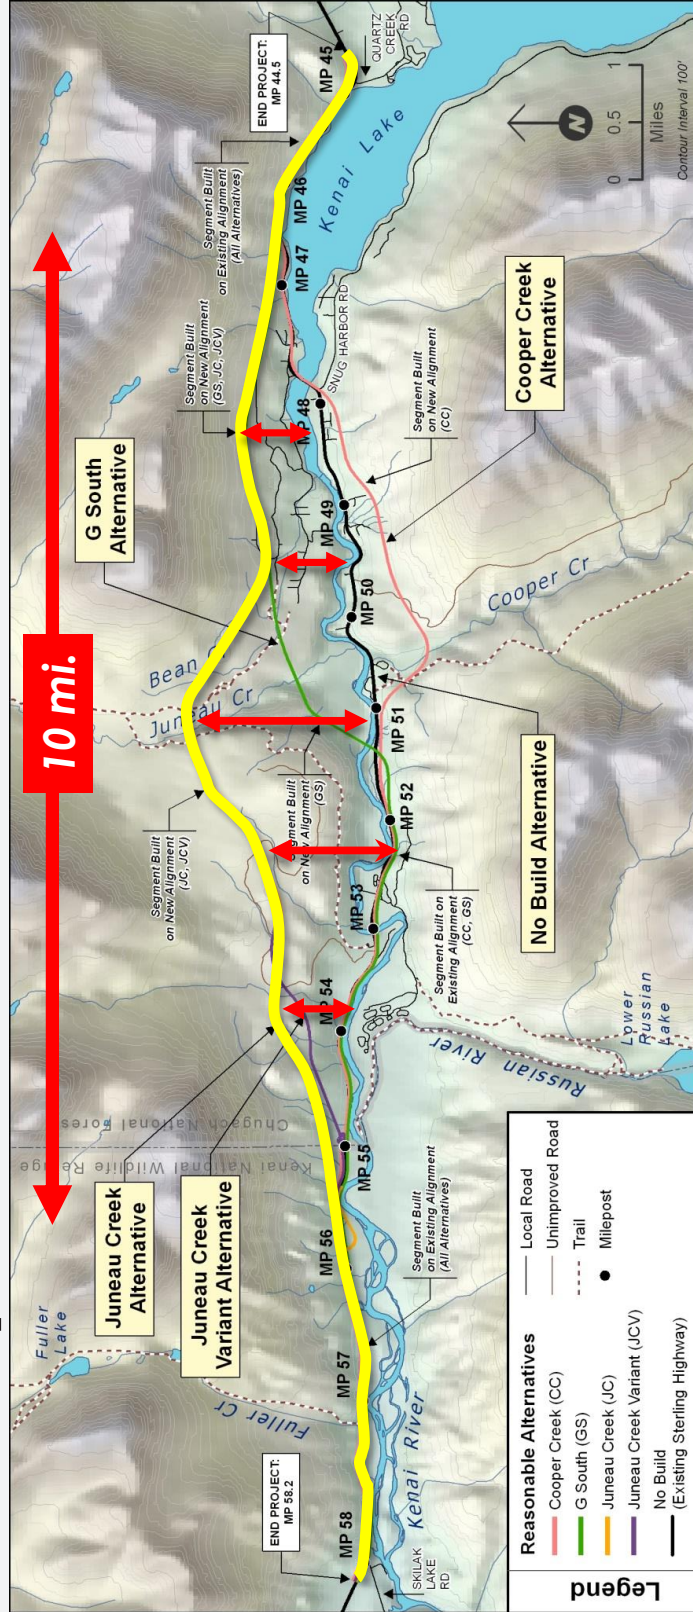 Fuller
Lake
Fuller Cr
Juneau Creek
Alternative
Juneau Creek
Variant Alternative
10 mi.
G South
Alternative
Segment Built
on New Alignment
(JC, JCV)
Bean
Juneau Cr
Segment Built
on New Alignment
(GS, JC, JCV)
Segment Built
on Existing Alignment
(All Alternatives)
END PROJECT:
MP 44.5
MP 45
QUARTZ
CREEK
RD
MP 46
MP 47
Kenai Lake
SNUG HARBOR RD
MP 48
MP 49
MP 50
MP 51
MP 52
MP 53
MP 54
MP 55
MP 56
MP 57
MP 58
END PROJECT:
MP 58.2
SKILAK
LAKE
RD
Kenai River
Kenai National Wildlife Refuge
Chugach National Fores
Segment Built
on New Alignment
(GS)
Segment Built
on Existing Alignment
(All Alternatives)
Segment Built on
Existing Alignment
(CC, GS)
Segment Built
on New Alignment
(CC)
Cooper Cr
Cooper Creek
Alternative
No Build Alternative
Russian River
Lower
Russian
Lake
N
0 0.5 1
Miles
Contour Interval 100'
Legend
Reasonable Alternatives
Cooper Creek (CC)
G South (GS)
Juneau Creek (JC)
Juneau Creek Variant (JCV)
No Build
(Existing Sterling Highway)
Local Road
Unimproved Road
Trail
Milepost